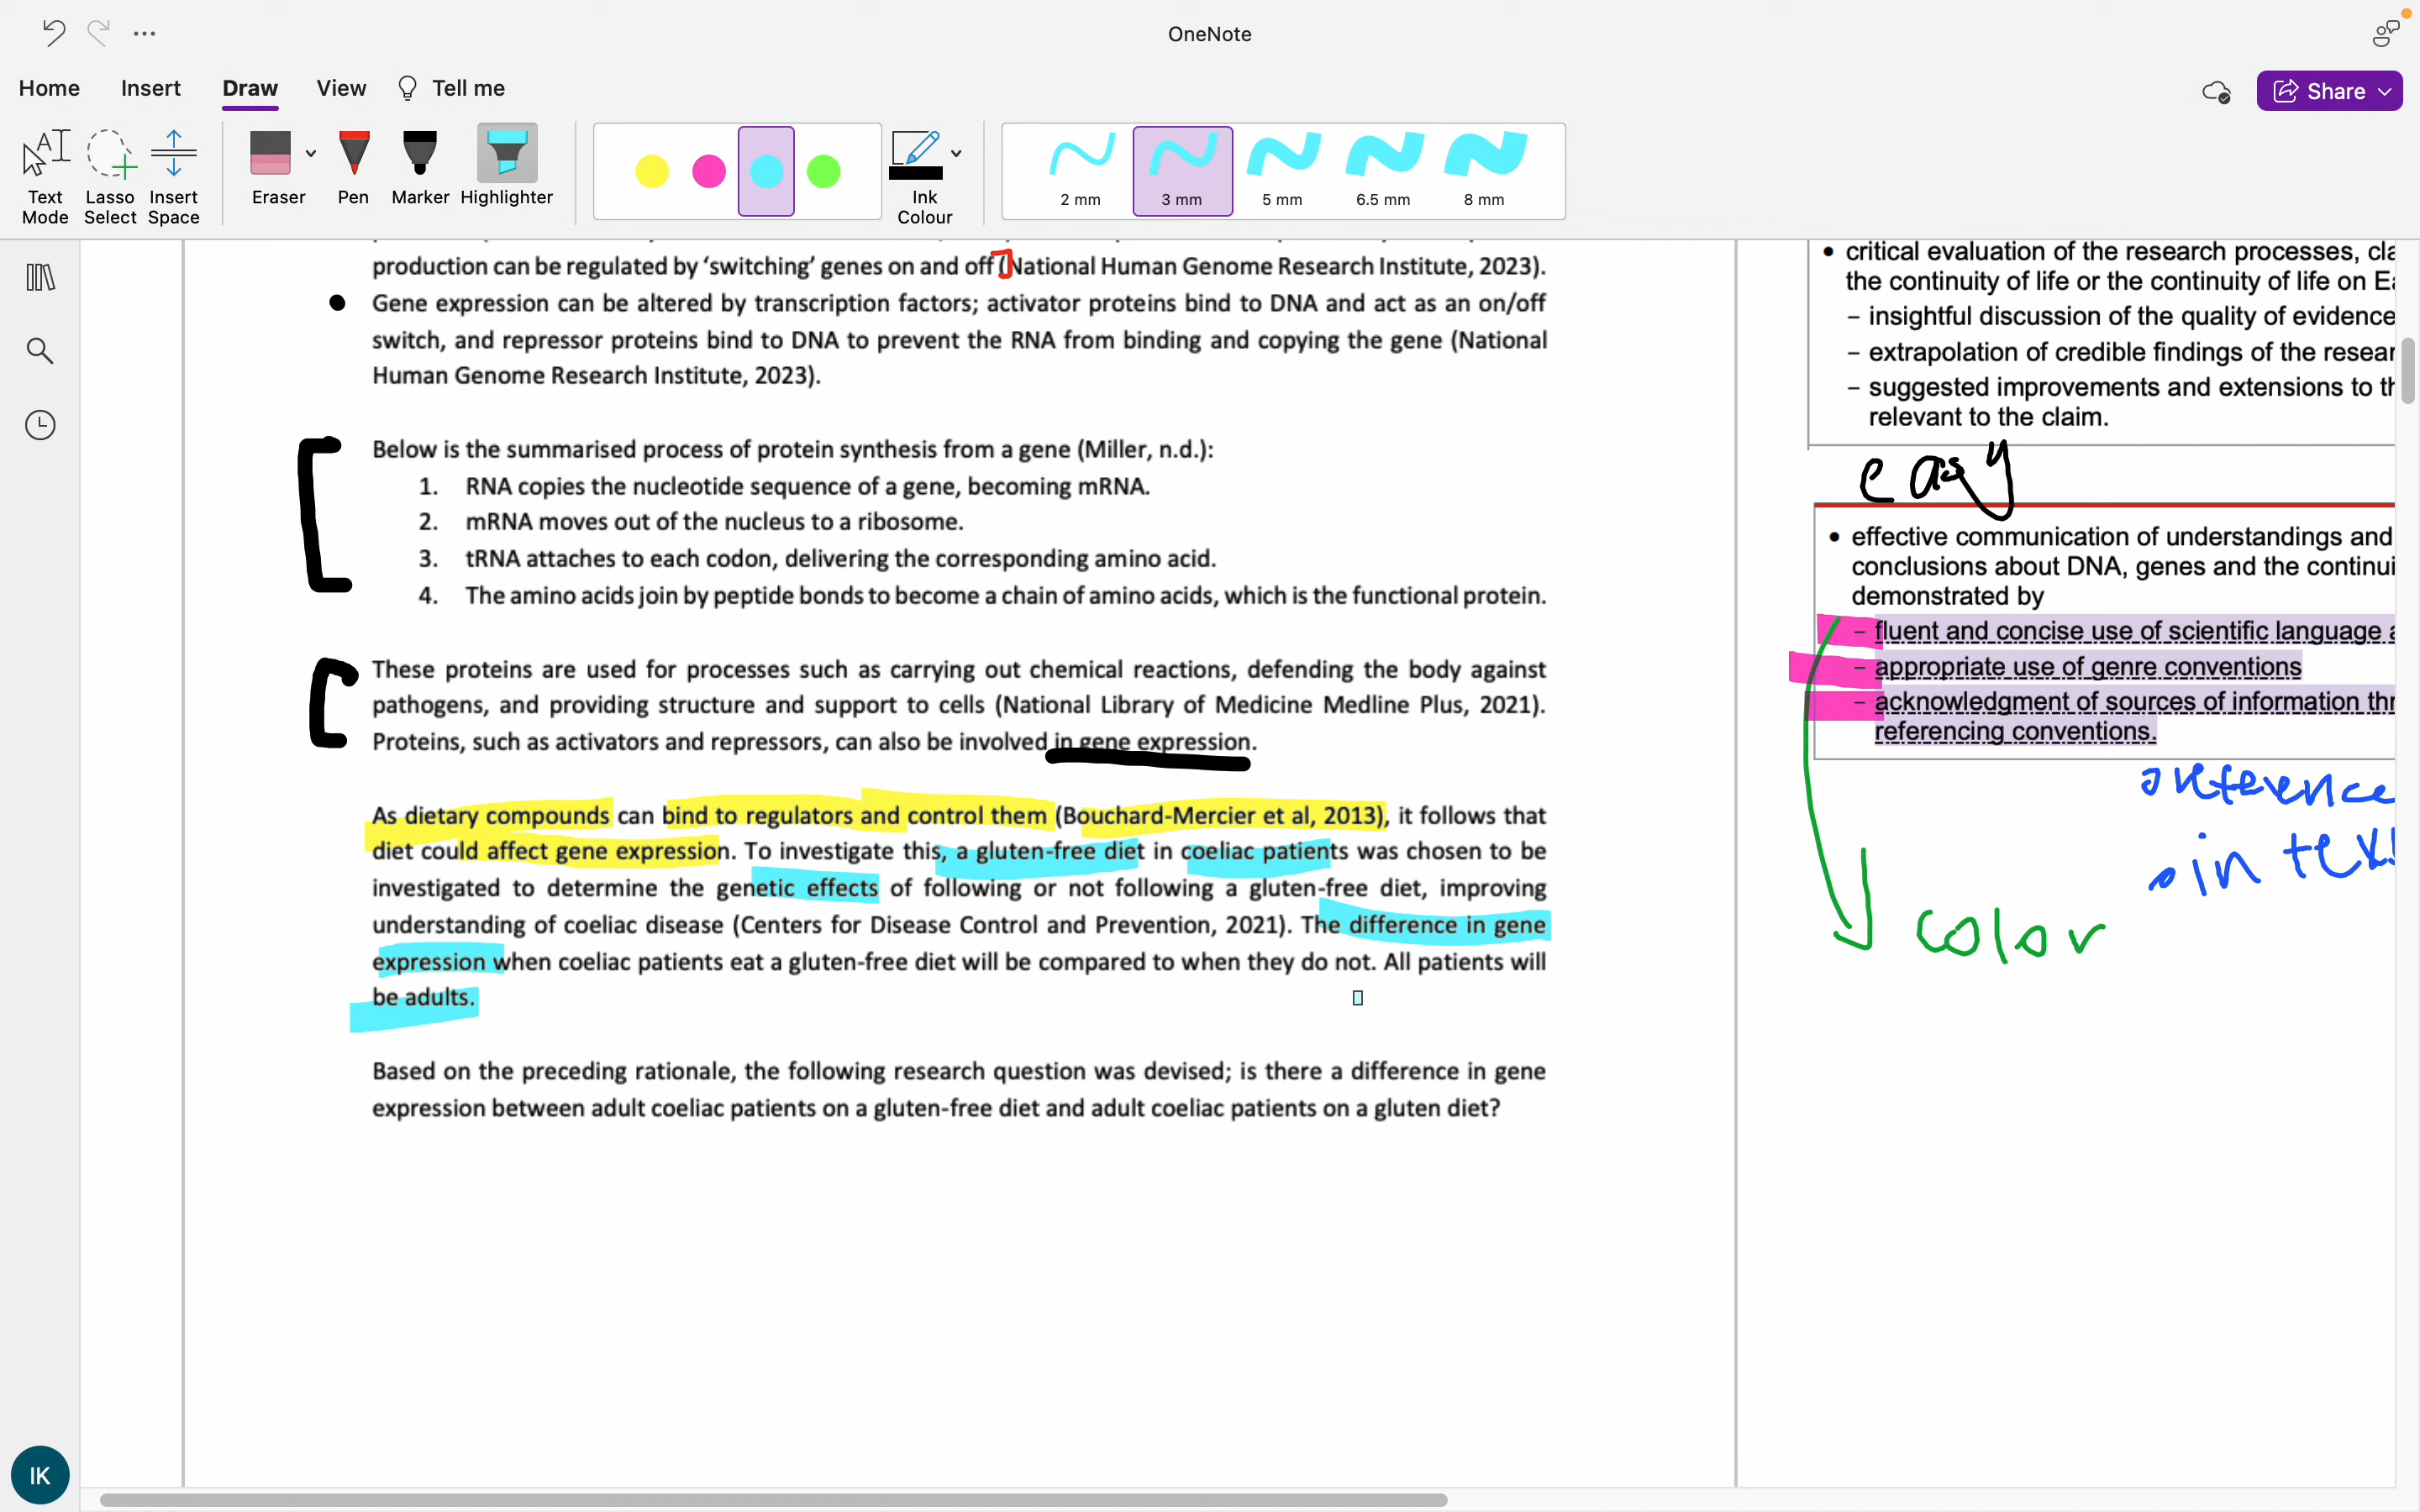 OneNote
Home Insert Draw View Tell me
Share
Text Mode
Lasso Select
Insert Space
Eraser
Pen
Marker
Highlighter
Ink Colour
2 mm
3 mm
5 mm
6.5 mm
8 mm
production can be regulated by ‘switching’ genes on and off (National Human Genome Research Institute, 2023).
• Gene expression can be altered by transcription factors; activator proteins bind to DNA and act as an on/off
switch, and repressor proteins bind to DNA to prevent the RNA from binding and copying the gene (National
Human Genome Research Institute, 2023).
Below is the summarised process of protein synthesis from a gene (Miller, n.d.):
1. RNA copies the nucleotide sequence of a gene, becoming mRNA.
2. mRNA moves out of the nucleus to a ribosome.
3. tRNA attaches to each codon, delivering the corresponding amino acid.
4. The amino acids join by peptide bonds to become a chain of amino acids, which is the functional protein.
These proteins are used for processes such as carrying out chemical reactions, defending the body against
pathogens, and providing structure and support to cells (National Library of Medicine Medline Plus, 2021).
Proteins, such as activators and repressors, can also be involved in gene expression.
As dietary compounds can bind to regulators and control them (Bouchard-Mercier et al, 2013), it follows that
diet could affect gene expression. To investigate this, a gluten-free diet in coeliac patients was chosen to be
investigated to determine the genetic effects of following or not following a gluten-free diet, improving
understanding of coeliac disease (Centers for Disease Control and Prevention, 2021). The difference in gene
expression when coeliac patients eat a gluten-free diet will be compared to when they do not. All patients will
be adults.
Based on the preceding rationale, the following research question was devised; is there a difference in gene
expression between adult coeliac patients on a gluten-free diet and adult coeliac patients on a gluten diet?
• critical evaluation of the research processes, cla
the continuity of life or the continuity of life on Ea
– insightful discussion of the quality of evidence
– extrapolation of credible findings of the resear
– suggested improvements and extensions to th
relevant to the claim.
easy
• effective communication of understandings and
conclusions about DNA, genes and the continui
demonstrated by
– fluent and concise use of scientific language a
– appropriate use of genre conventions
– acknowledgment of sources of information thr
referencing conventions.
reference
in text
color
IK